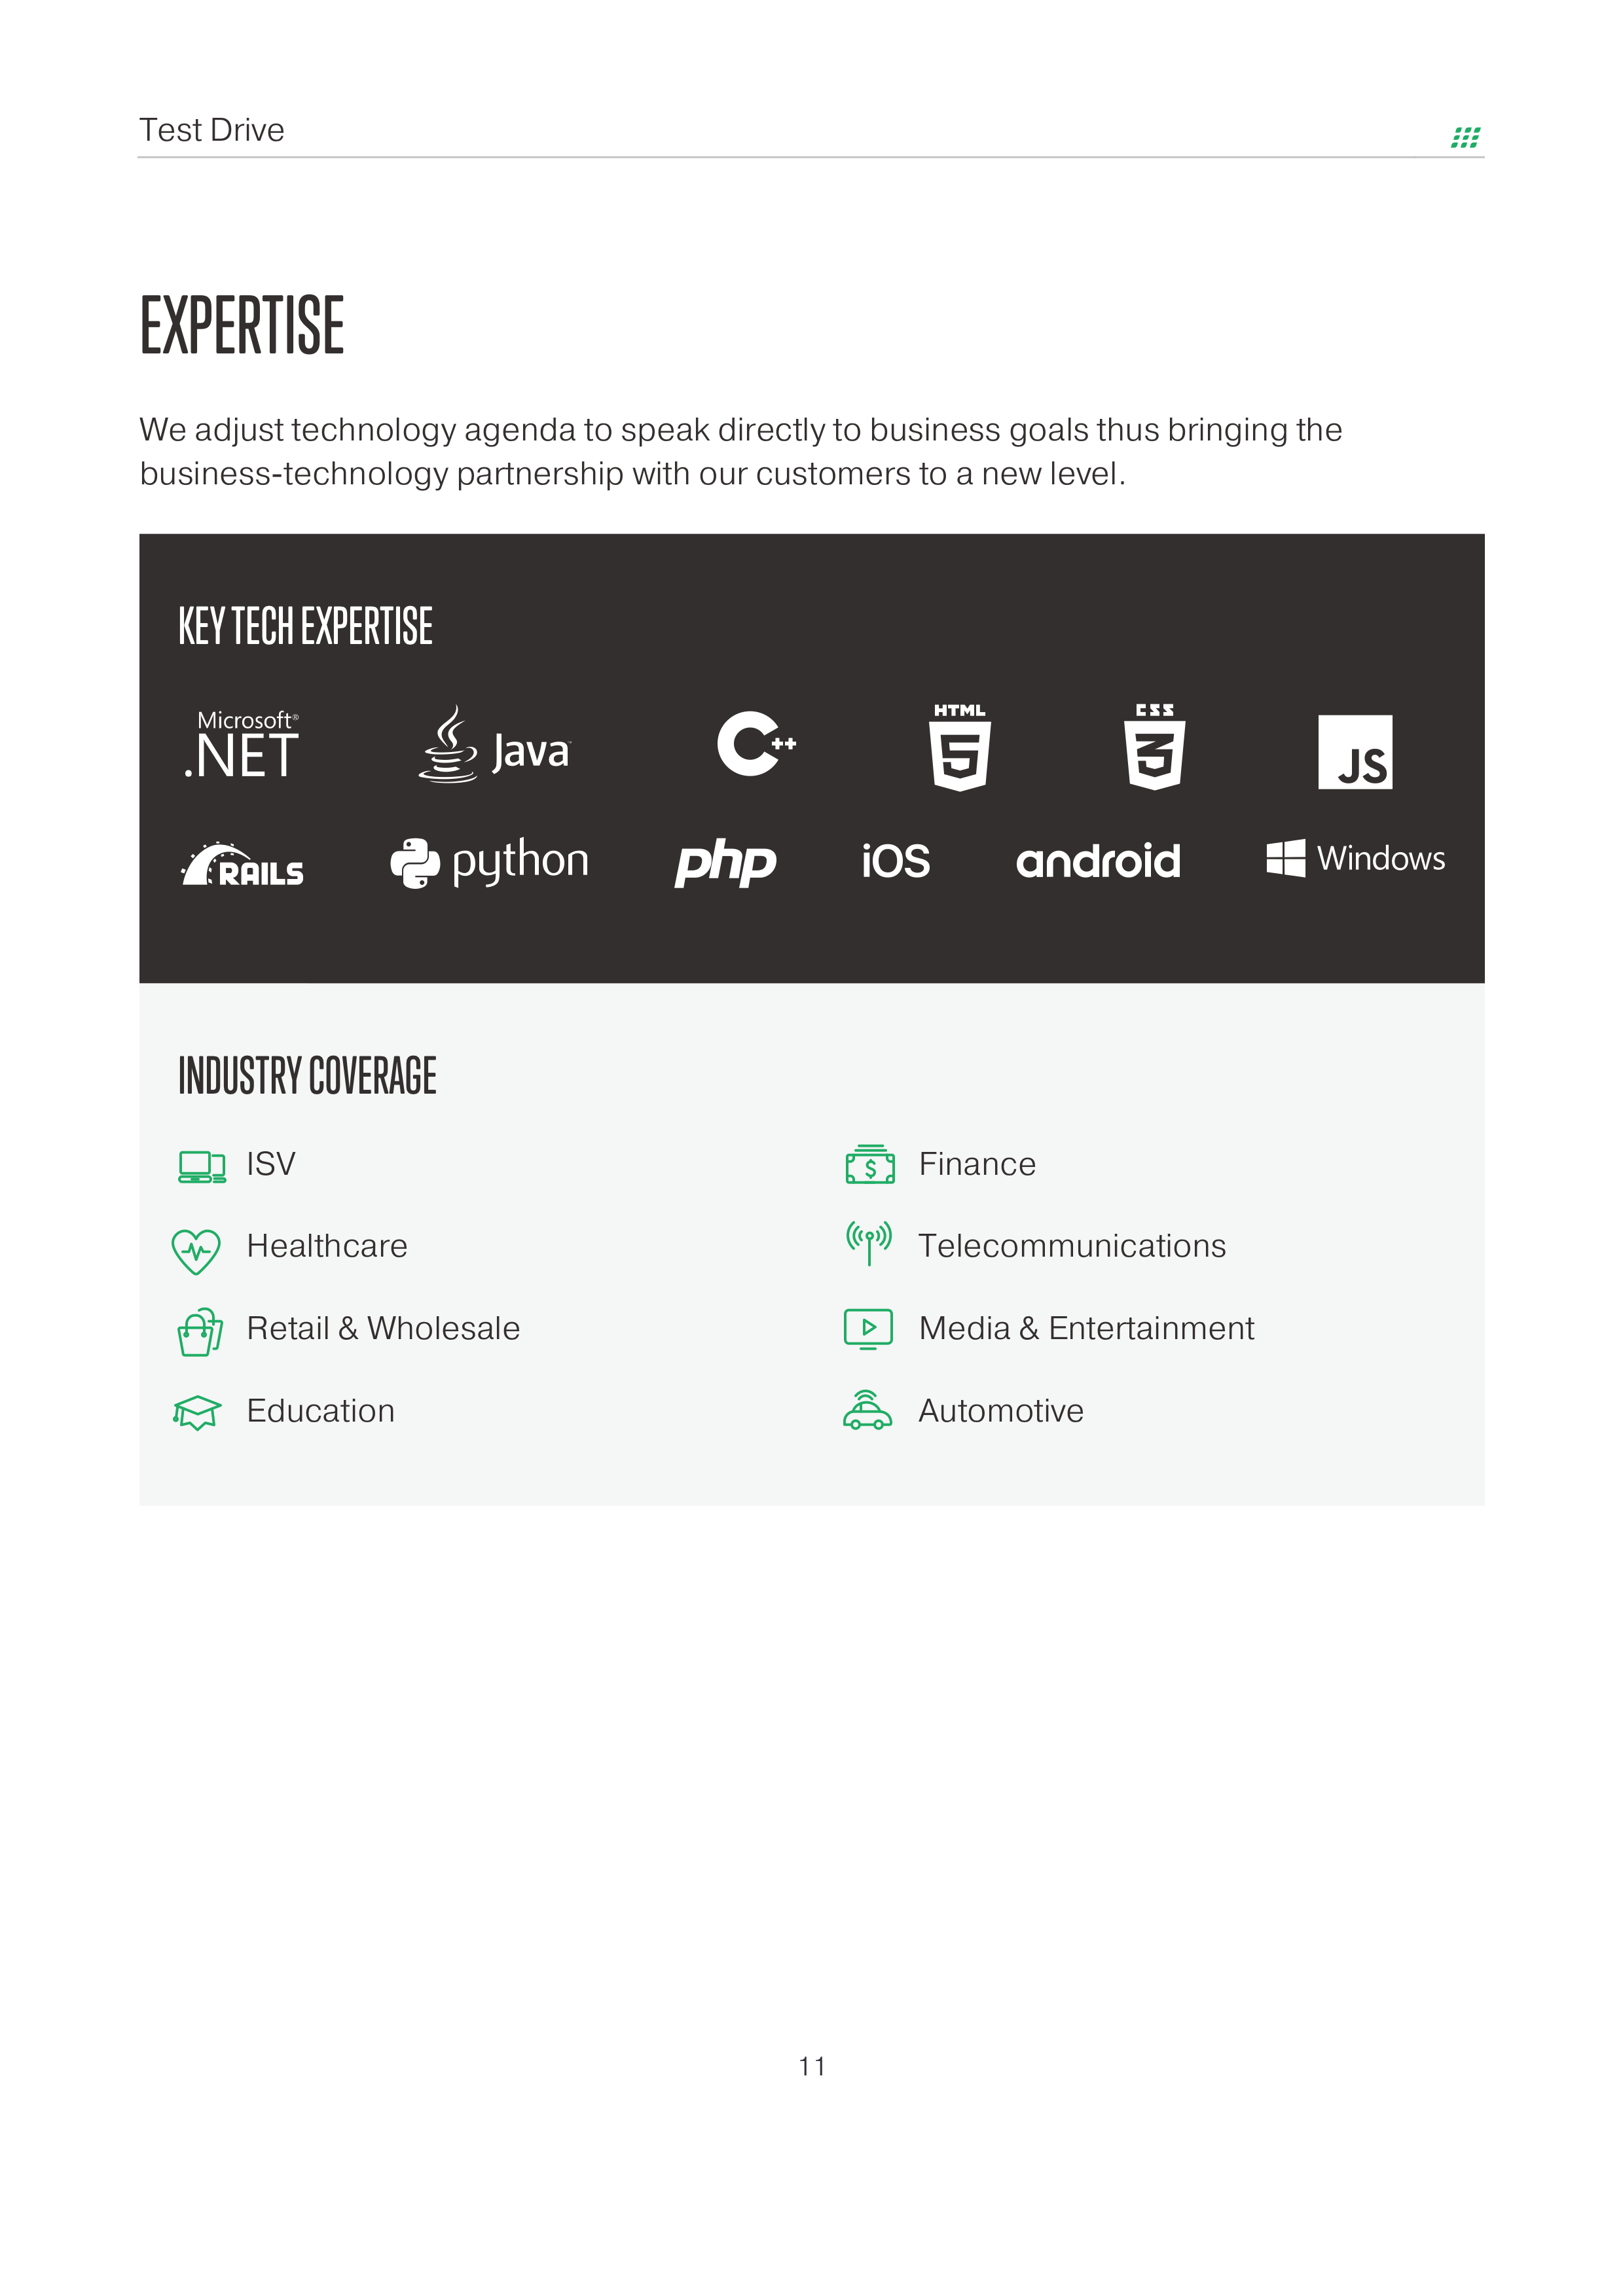 Test Drive
EXPERTISE
We adjust technology agenda to speak directly to business goals thus bringing the
business-technology partnership with our customers to a new level.
KEY TECH EXPERTISE
Microsoft®
.NET
Java™
C++
HTML
5
CSS
3
JS
RAILS
python
php
iOS
android
Windows
INDUSTRY COVERAGE
ISV
Finance
Healthcare
Telecommunications
Retail & Wholesale
Media & Entertainment
Education
Automotive
11